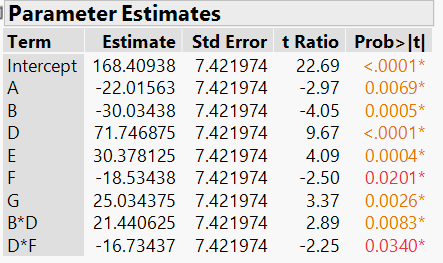 Parameter Estimates
Term Estimate Std Error t Ratio Prob>|t|
Intercept 168.40938 7.421974 22.69 <.0001*
A -22.01563 7.421974 -2.97 0.0069*
B -30.03438 7.421974 -4.05 0.0005*
D 71.746875 7.421974 9.67 <.0001*
E 30.378125 7.421974 4.09 0.0004*
F -18.53438 7.421974 -2.50 0.0201*
G 25.034375 7.421974 3.37 0.0026*
B*D 21.440625 7.421974 2.89 0.0083*
D*F -16.73437 7.421974 -2.25 0.0340*